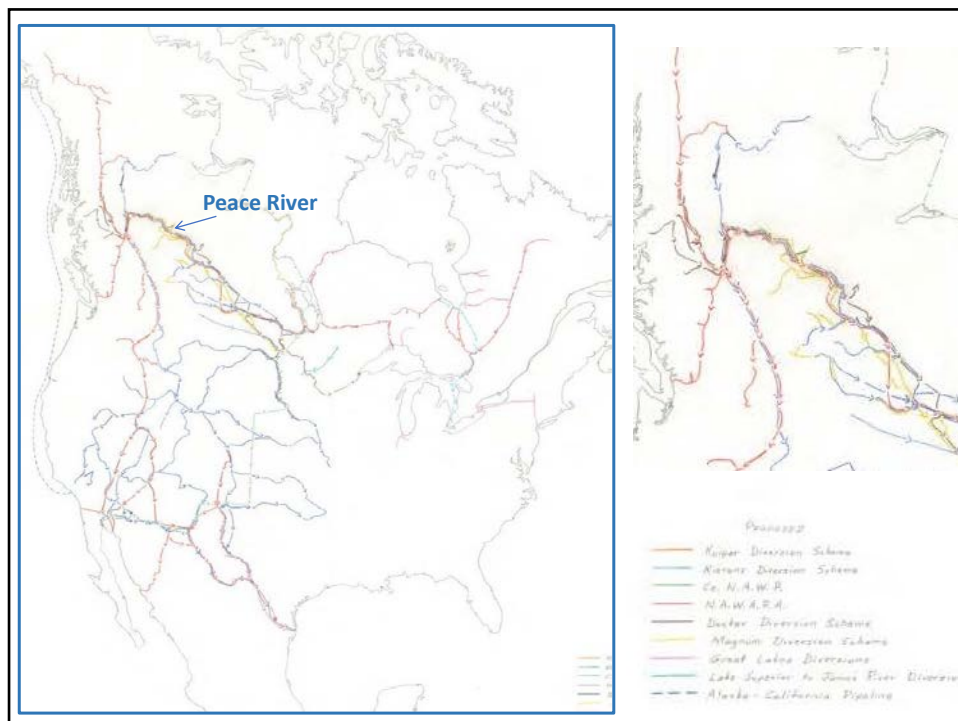 Peace River
PROPOSED
Kuiper Diversion Scheme
Kierans Diversion Scheme
Ce. N.A.W.P.
N.A.W.A.P.A.
Decker Diversion Scheme
Magnum Diversion Scheme
Great Lakes Diversions
Lake Superior to James River Diversion
Alaska - California Pipeline